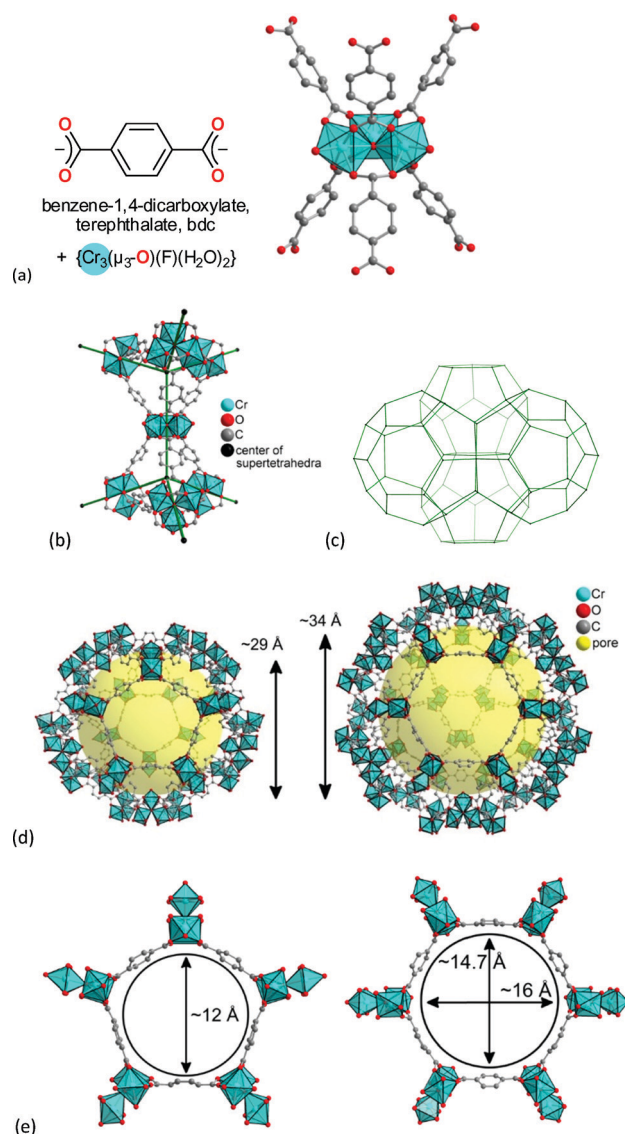 O
O
O
O
– –
benzene-1,4-dicarboxylate,
terephthalate, bdc
+ {Cr₃(μ₃-O)(F)(H₂O)₂}
(a)
Cr
O
C
center of
supertetrahedra
(b)
(c)
~29 Å
~34 Å
Cr
O
C
pore
(d)
~12 Å
~14.7 Å
~16 Å
(e)